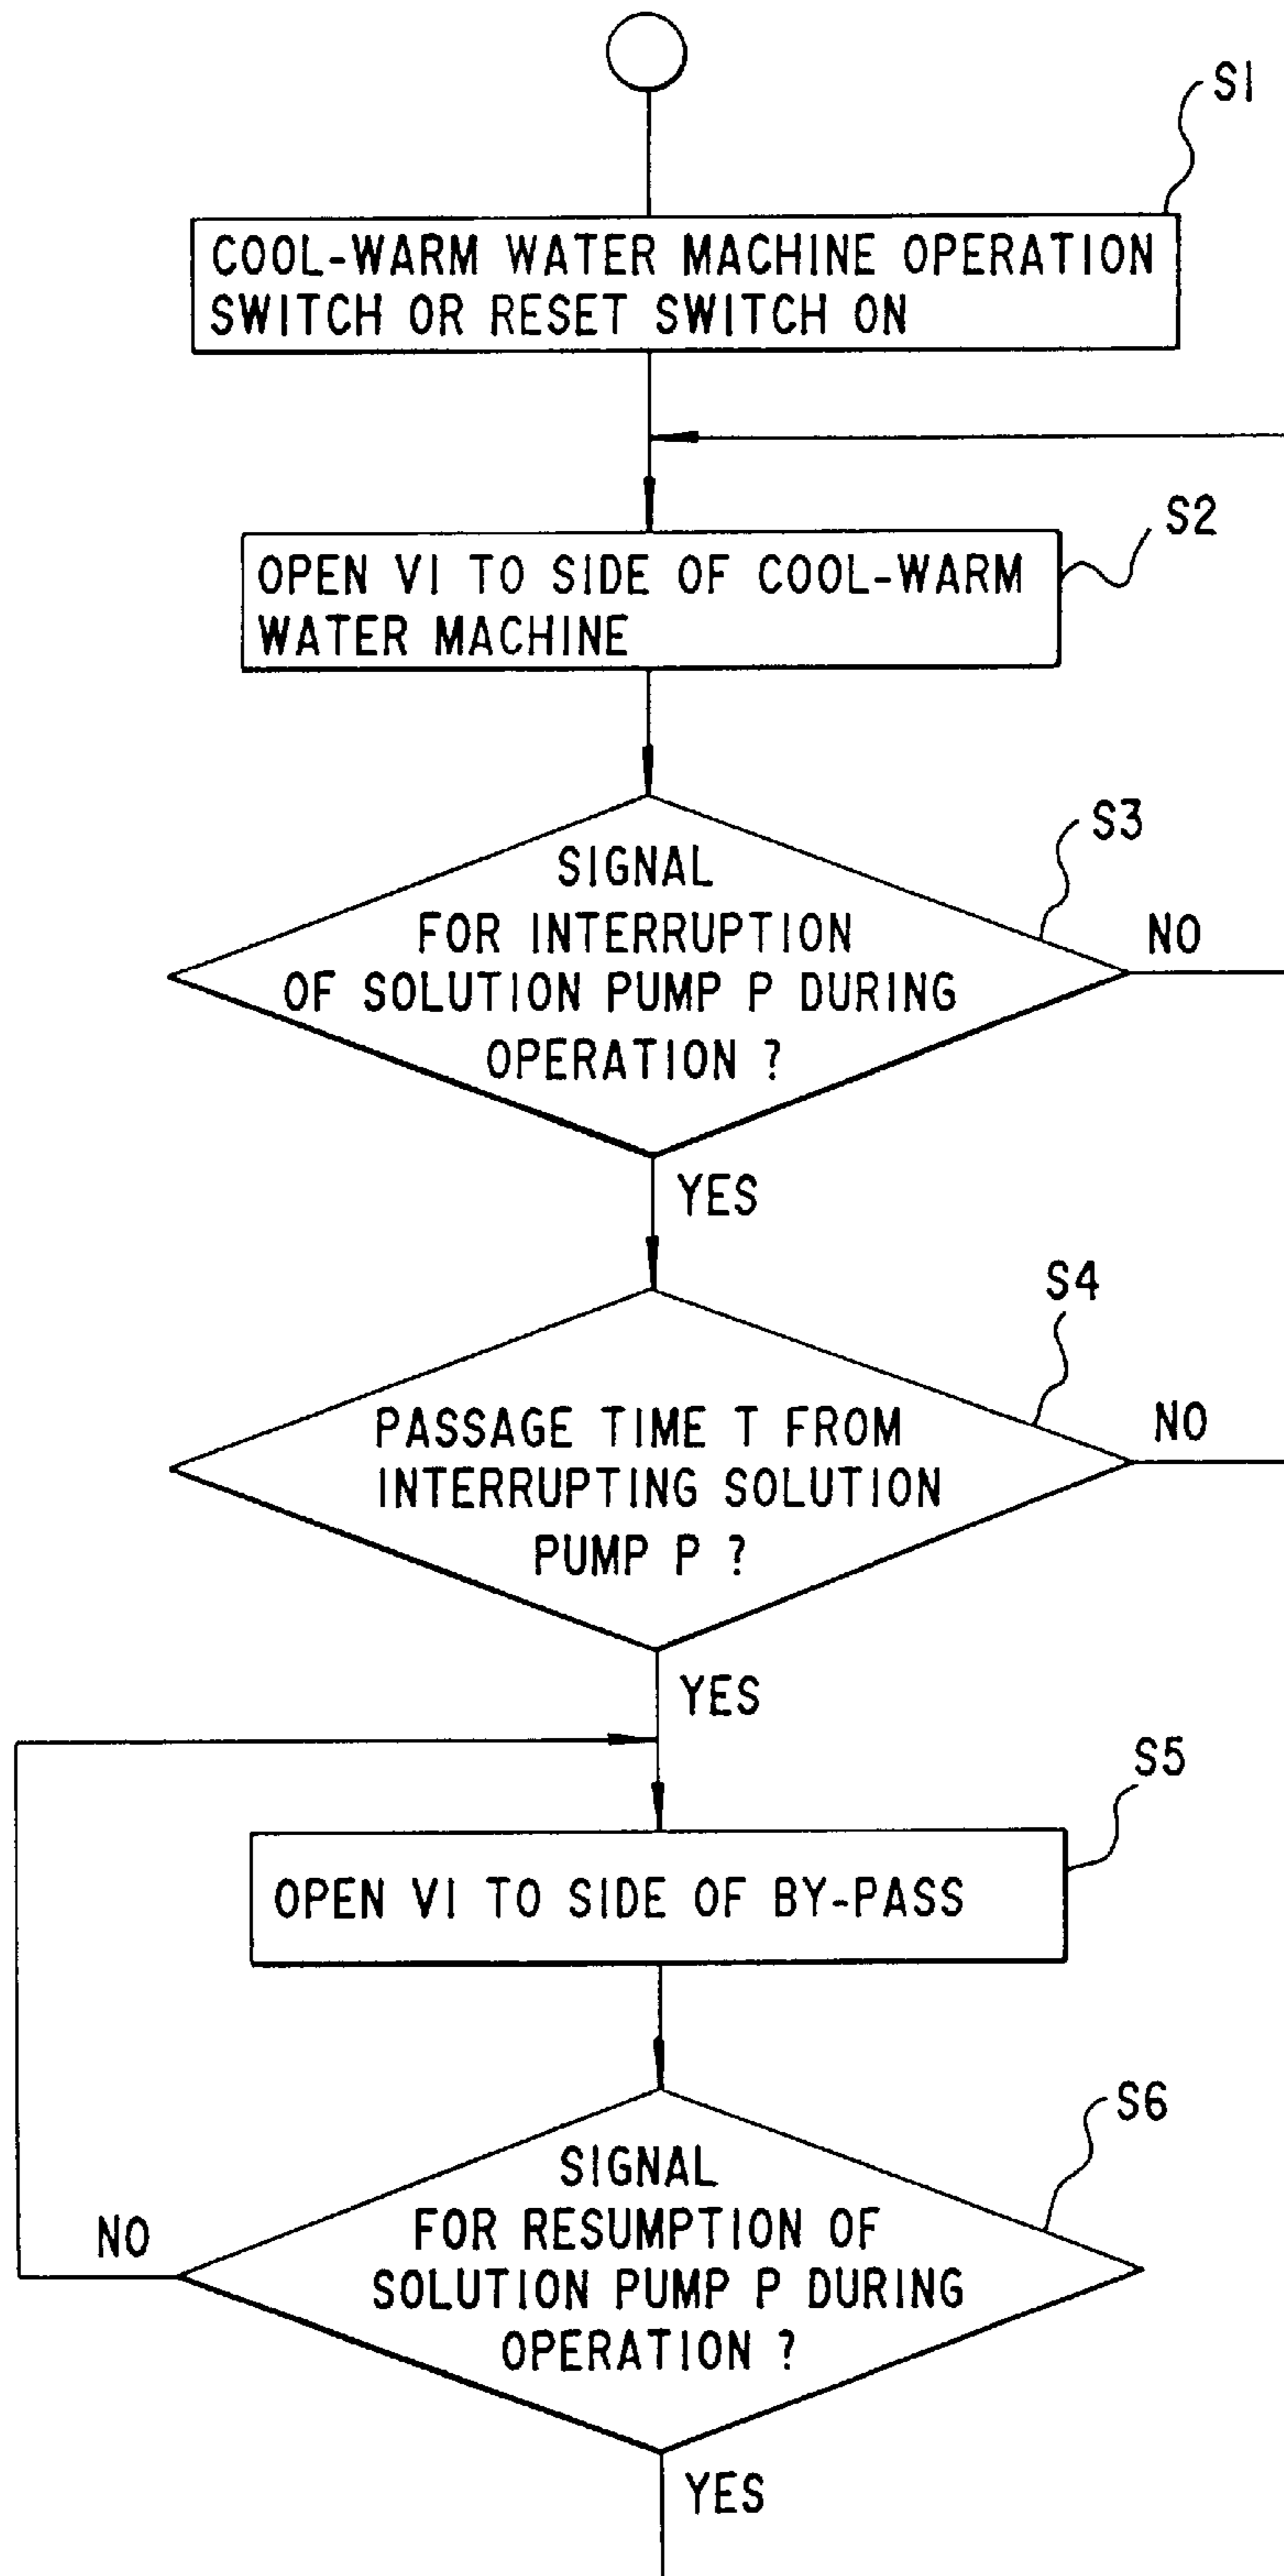 S1
COOL-WARM WATER MACHINE OPERATION
SWITCH OR RESET SWITCH ON
S2
OPEN V1 TO SIDE OF COOL-WARM
WATER MACHINE
S3
SIGNAL
FOR INTERRUPTION
OF SOLUTION PUMP P DURING
OPERATION ?
NO
YES
S4
PASSAGE TIME T FROM
INTERRUPTING SOLUTION
PUMP P ?
NO
YES
S5
OPEN V1 TO SIDE OF BY-PASS
S6
SIGNAL
FOR RESUMPTION OF
SOLUTION PUMP P DURING
OPERATION ?
NO
YES